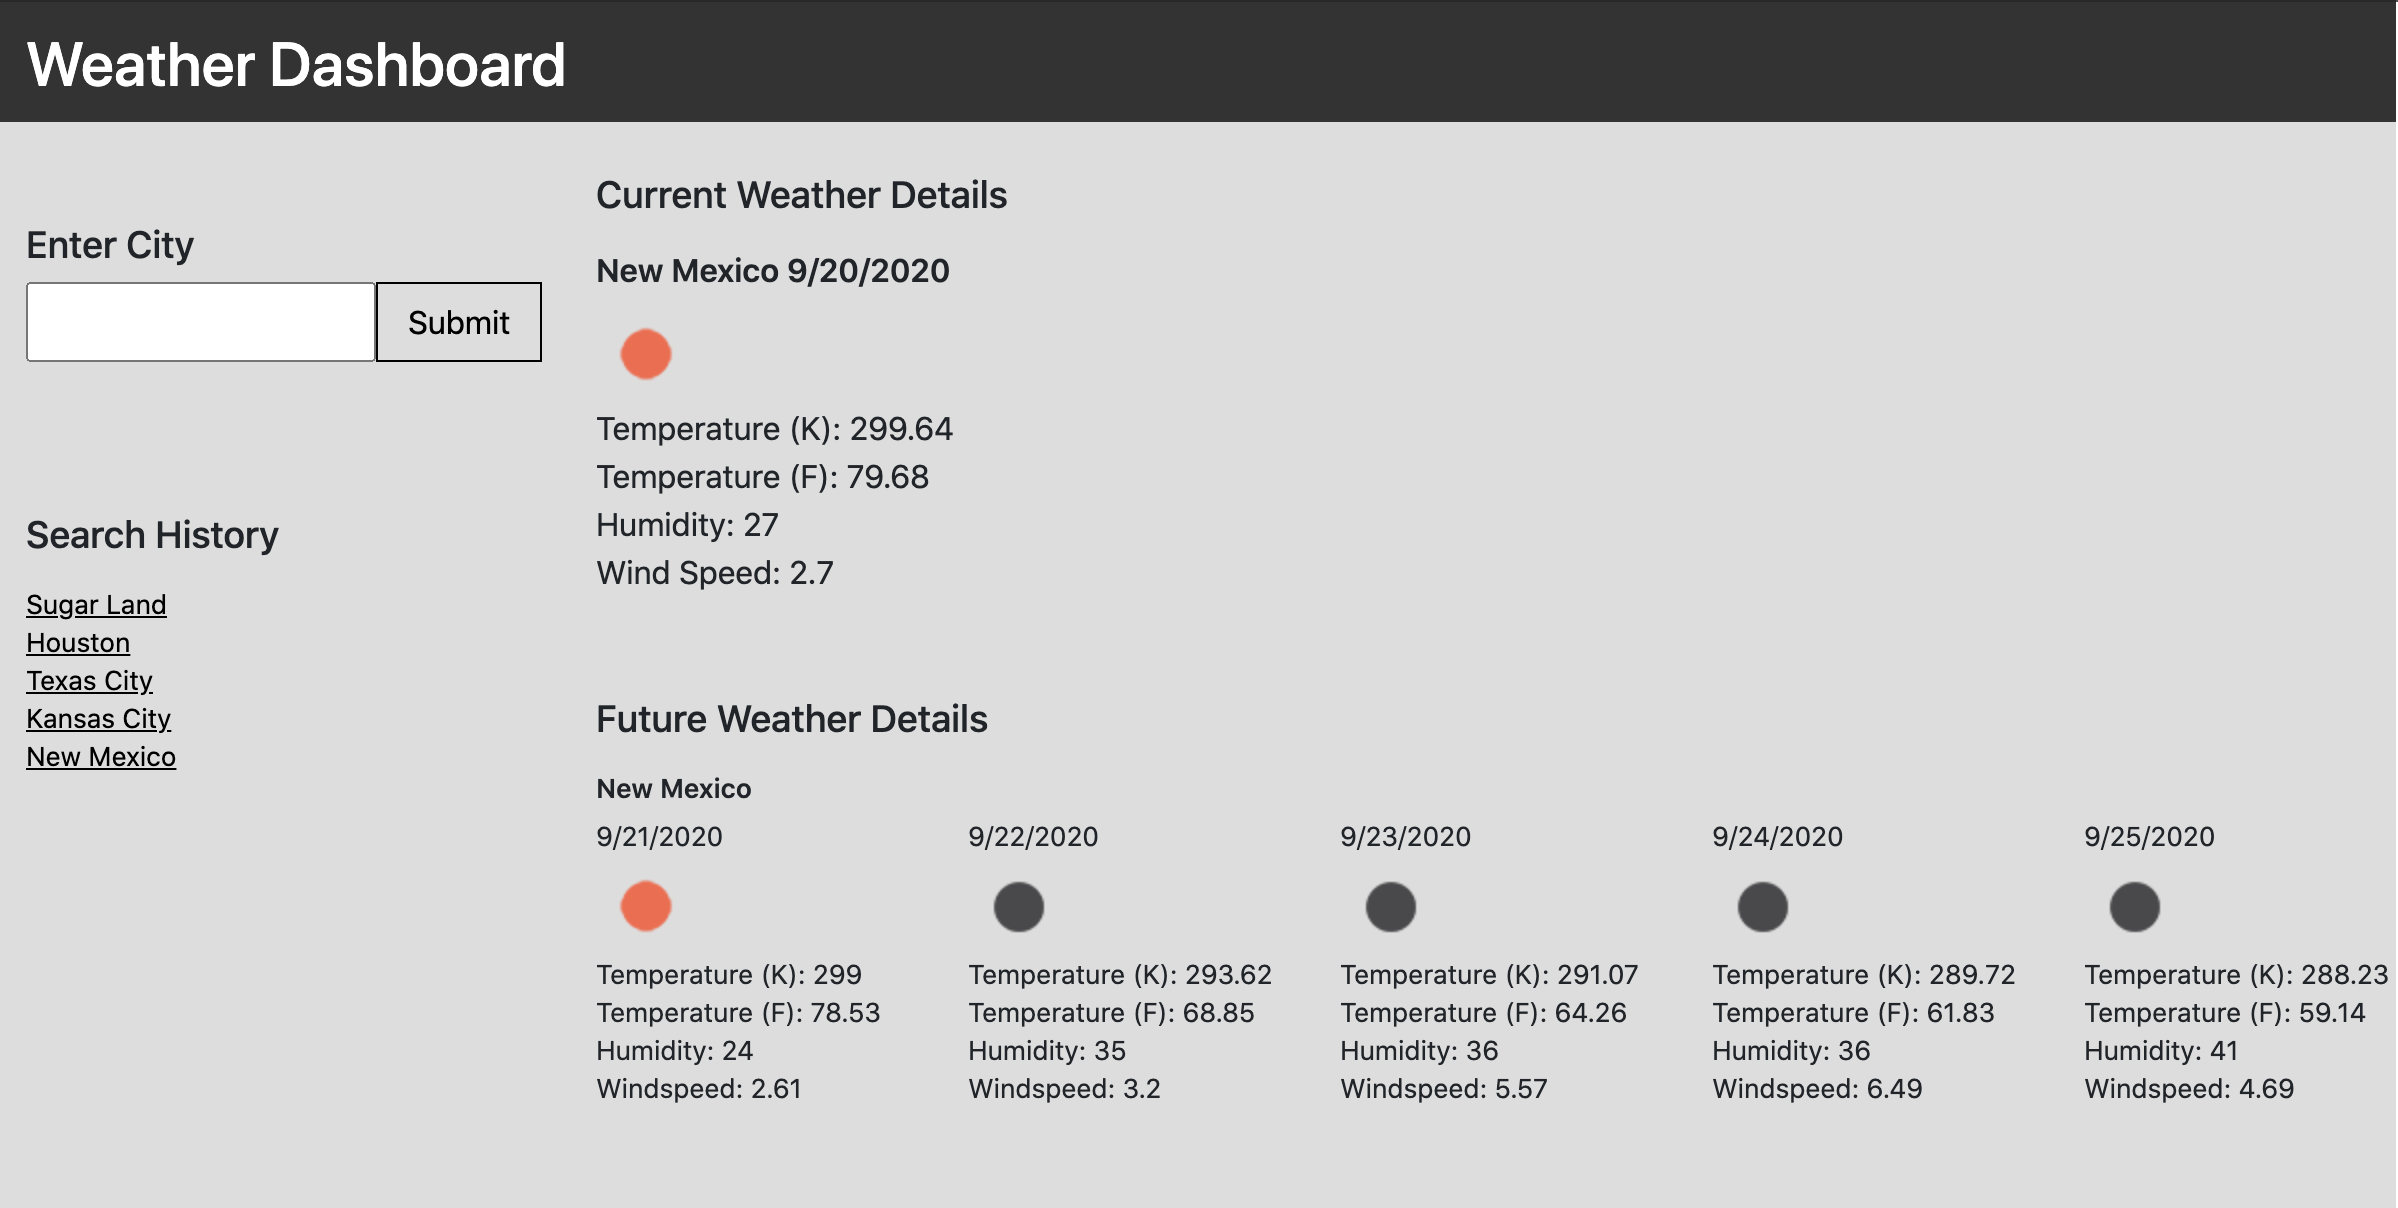 Weather Dashboard
Enter City
Submit
Search History
Sugar Land
Houston
Texas City
Kansas City
New Mexico
Current Weather Details
New Mexico 9/20/2020
Temperature (K): 299.64
Temperature (F): 79.68
Humidity: 27
Wind Speed: 2.7
Future Weather Details
New Mexico
9/21/2020
Temperature (K): 299
Temperature (F): 78.53
Humidity: 24
Windspeed: 2.61
9/22/2020
Temperature (K): 293.62
Temperature (F): 68.85
Humidity: 35
Windspeed: 3.2
9/23/2020
Temperature (K): 291.07
Temperature (F): 64.26
Humidity: 36
Windspeed: 5.57
9/24/2020
Temperature (K): 289.72
Temperature (F): 61.83
Humidity: 36
Windspeed: 6.49
9/25/2020
Temperature (K): 288.23
Temperature (F): 59.14
Humidity: 41
Windspeed: 4.69